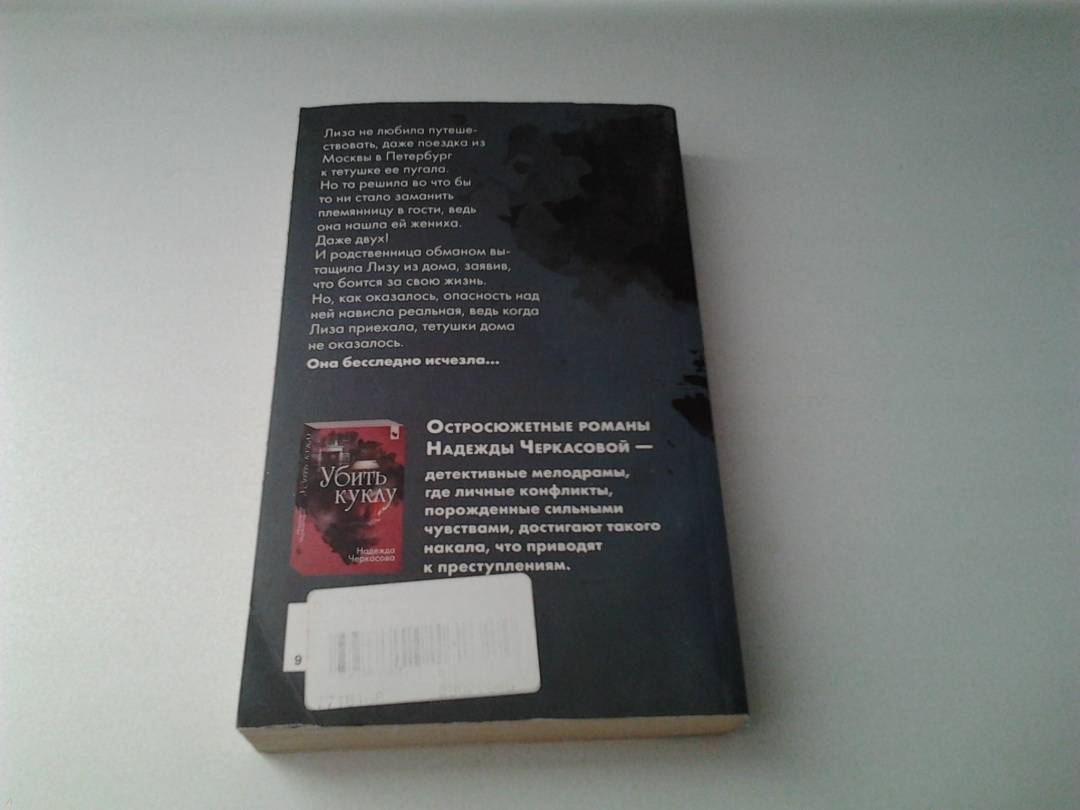 Лиза не любила путеше-
ствовать, даже поездка из
Москвы в Петербург
к тетушке ее пугала.
Но та решила во что бы
то ни стало заманить
племянницу в гости, ведь
она нашла ей жениха.
Даже двух!
И родственница обманом вы-
тащила Лизу из дома, заявив,
что боится за свою жизнь.
Но, как оказалось, опасность над
ней нависла реальная, ведь когда
Лиза приехала, тетушки дома
не оказалось.
Она бесследно исчезла...
Остросюжетные романы
Надежды Черкасовой —
детективные мелодрамы,
где личные конфликты,
порожденные сильными
чувствами, достигают такого
накала, что приводят
к преступлениям.
Убить
куклу
Надежда
Черкасова
9